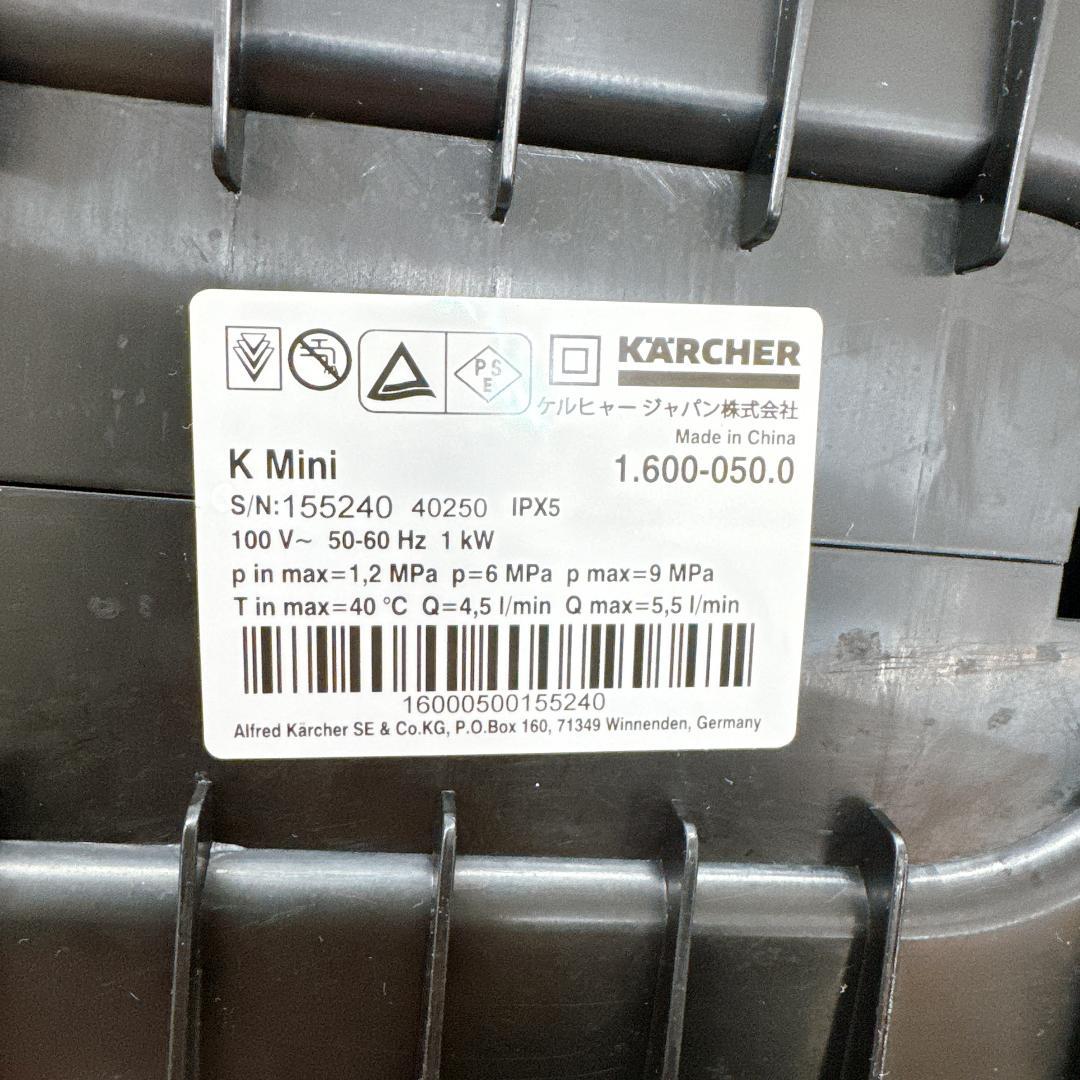 PSE
KÄRCHER
ケルヒャー ジャパン株式会社
Made in China
K Mini 1.600-050.0
S/N:155240 40250 IPX5
100 V~ 50-60 Hz 1 kW
p in max=1,2 MPa p=6 MPa p max=9 MPa
T in max=40 °C Q=4,5 l/min Q max=5,5 l/min
16000500155240
Alfred Kärcher SE & Co.KG, P.O.Box 160, 71349 Winnenden, Germany